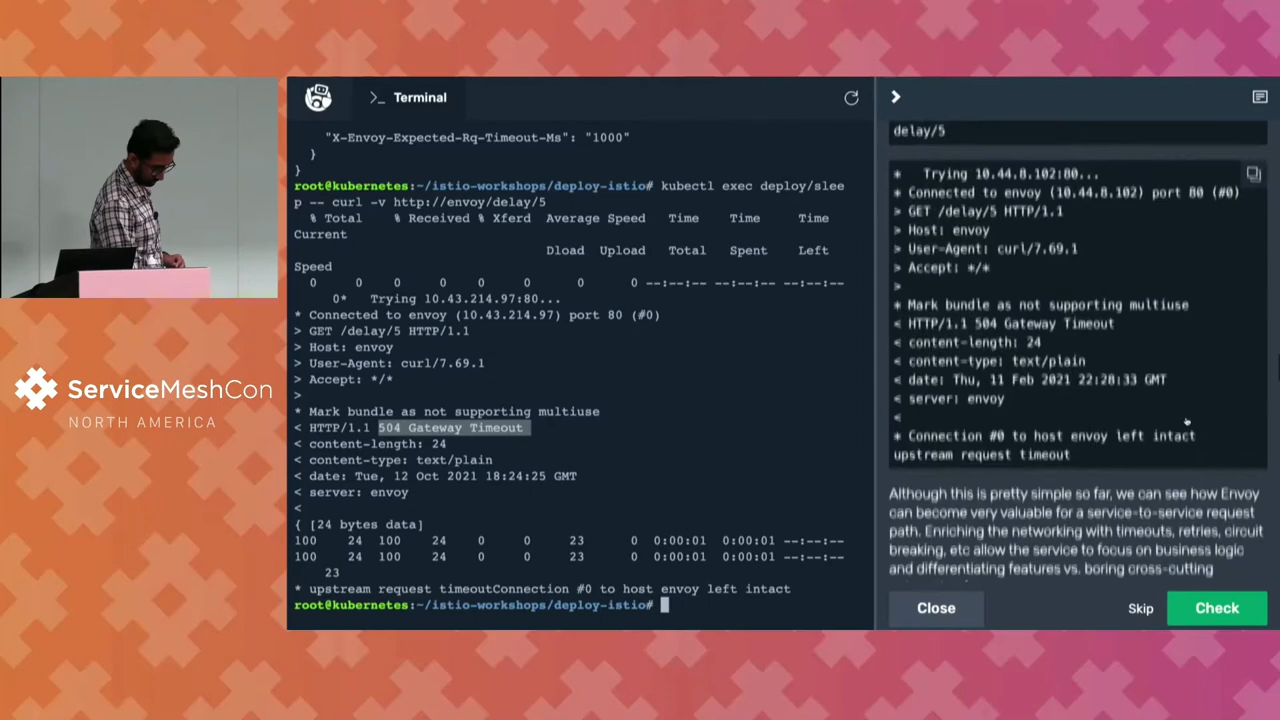 ServiceMeshCon
NORTH AMERICA
>_ Terminal
"X-Envoy-Expected-Rq-Timeout-Ms": "1000"
}
}
root@kubernetes:~/istio-workshops/deploy-istio# kubectl exec deploy/slee
p -- curl -v http://envoy/delay/5
% Total % Received % Xferd Average Speed Time Time Time
Current
Dload Upload Total Spent Left
Speed
0 0 0 0 0 0 0 0 --:--:-- --:--:-- --:--:--
0* Trying 10.43.214.97:80...
* Connected to envoy (10.43.214.97) port 80 (#0)
> GET /delay/5 HTTP/1.1
> Host: envoy
> User-Agent: curl/7.69.1
> Accept: */*
>
* Mark bundle as not supporting multiuse
< HTTP/1.1 504 Gateway Timeout
< content-length: 24
< content-type: text/plain
< date: Tue, 12 Oct 2021 18:24:25 GMT
< server: envoy
<
{ [24 bytes data]
100 24 100 24 0 0 23 0 0:00:01 0:00:01 --:--:--
100 24 100 24 0 0 23 0 0:00:01 0:00:01 --:--:--
23
* upstream request timeoutConnection #0 to host envoy left intact
root@kubernetes:~/istio-workshops/deploy-istio#
delay/5
* Trying 10.44.8.102:80...
* Connected to envoy (10.44.8.102) port 80 (#0)
> GET /delay/5 HTTP/1.1
> Host: envoy
> User-Agent: curl/7.69.1
> Accept: */*
>
* Mark bundle as not supporting multiuse
< HTTP/1.1 504 Gateway Timeout
< content-length: 24
< content-type: text/plain
< date: Thu, 11 Feb 2021 22:28:33 GMT
< server: envoy
<
* Connection #0 to host envoy left intact
upstream request timeout
Although this is pretty simple so far, we can see how Envoy
can become very valuable for a service-to-service request
path. Enriching the networking with timeouts, retries, circuit
breaking, etc allow the service to focus on business logic
and differentiating features vs. boring cross-cutting
Close
Skip
Check